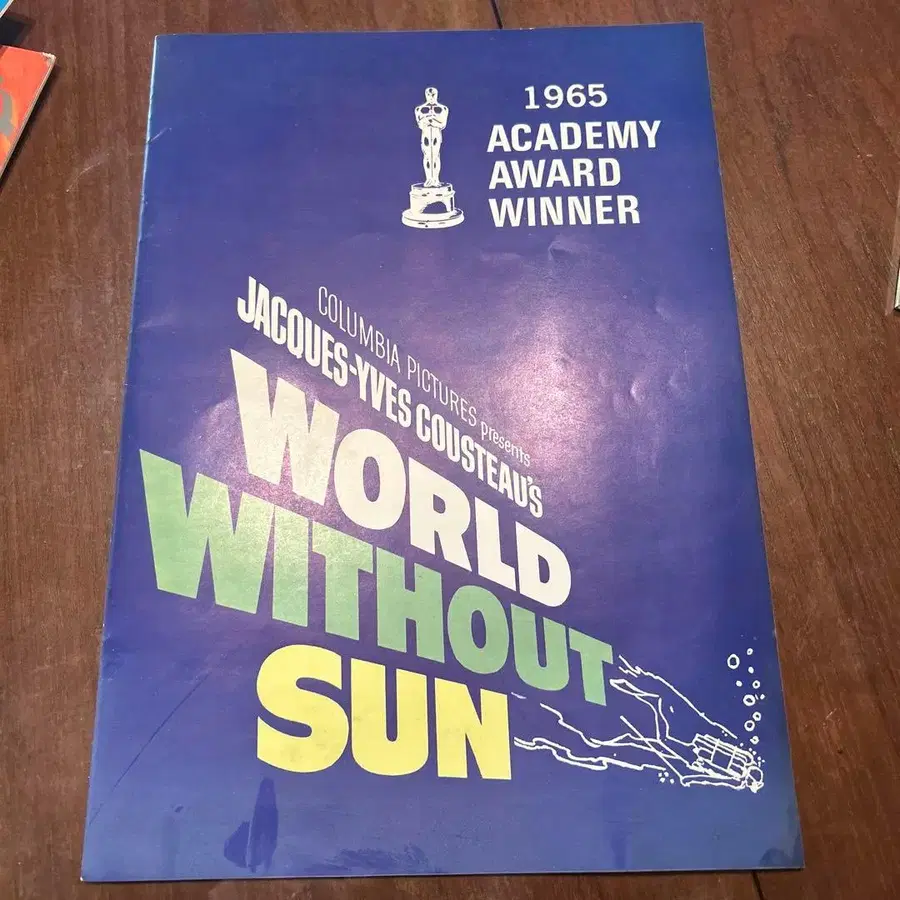 1965
ACADEMY
AWARD
WINNER
COLUMBIA PICTURES presents
JACQUES-YVES COUSTEAU'S
WORLD
WITHOUT
SUN